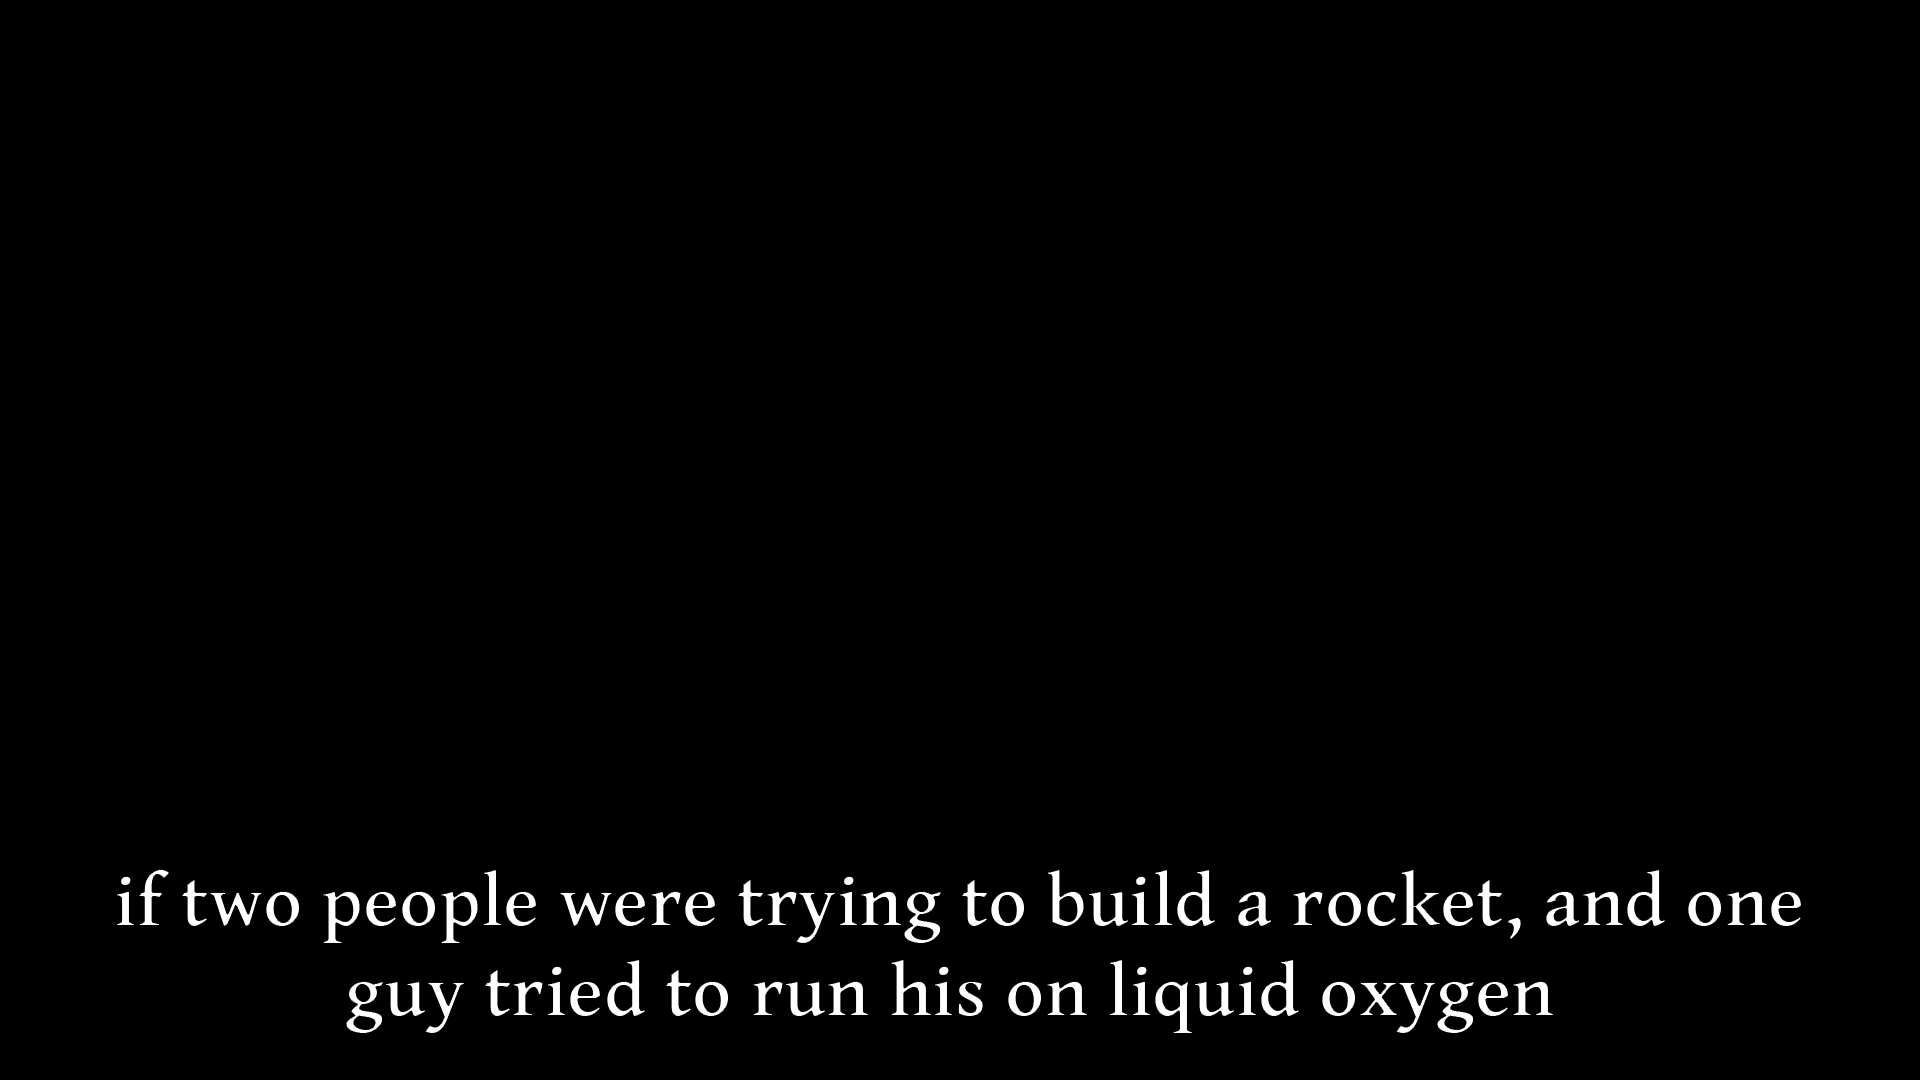 if two people were trying to build a rocket, and one
guy tried to run his on liquid oxygen